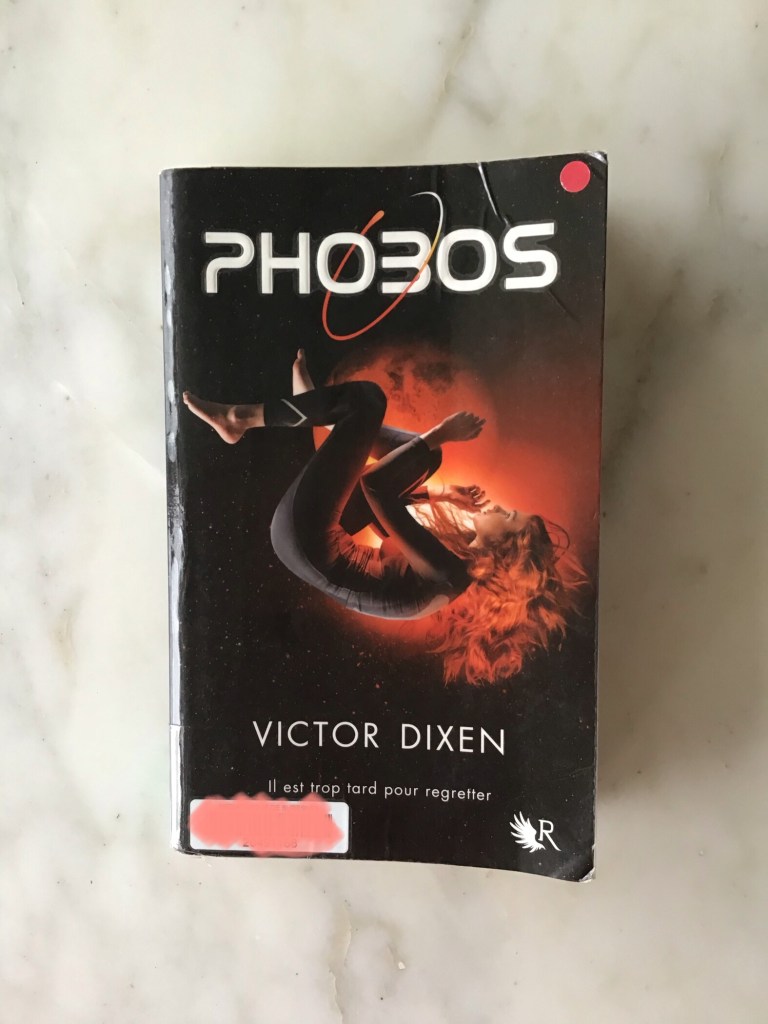 PHOBOS
VICTOR DIXEN
Il est trop tard pour regretter
R